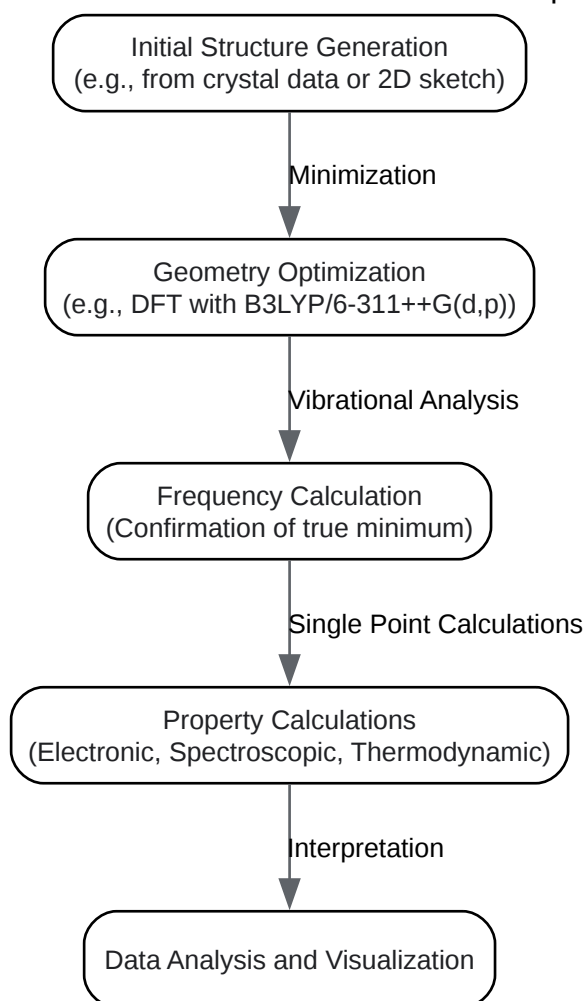 Initial Structure Generation
(e.g., from crystal data or 2D sketch)
Minimization
Geometry Optimization
(e.g., DFT with B3LYP/6-311++G(d,p))
Vibrational Analysis
Frequency Calculation
(Confirmation of true minimum)
Single Point Calculations
Property Calculations
(Electronic, Spectroscopic, Thermodynamic)
Interpretation
Data Analysis and Visualization